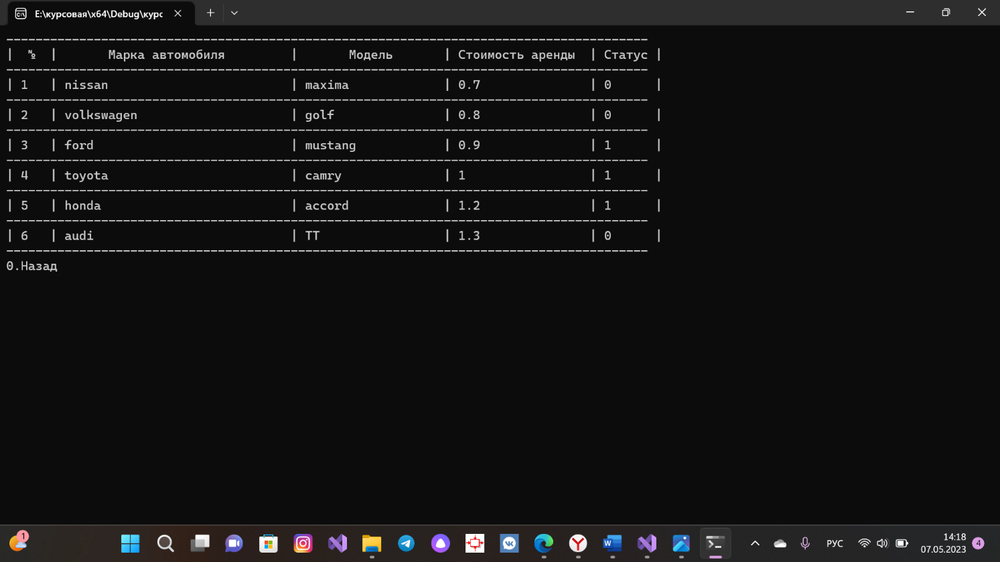 E:\курсовая\x64\Debug\курс
| № | Марка автомобиля | Модель | Стоимость аренды | Статус |
| 1 | nissan | maxima | 0.7 | 0 |
| 2 | volkswagen | golf | 0.8 | 0 |
| 3 | ford | mustang | 0.9 | 1 |
| 4 | toyota | camry | 1 | 1 |
| 5 | honda | accord | 1.2 | 1 |
| 6 | audi | TT | 1.3 | 0 |
0.Назад
1
РУС
14:18
07.05.2023
4